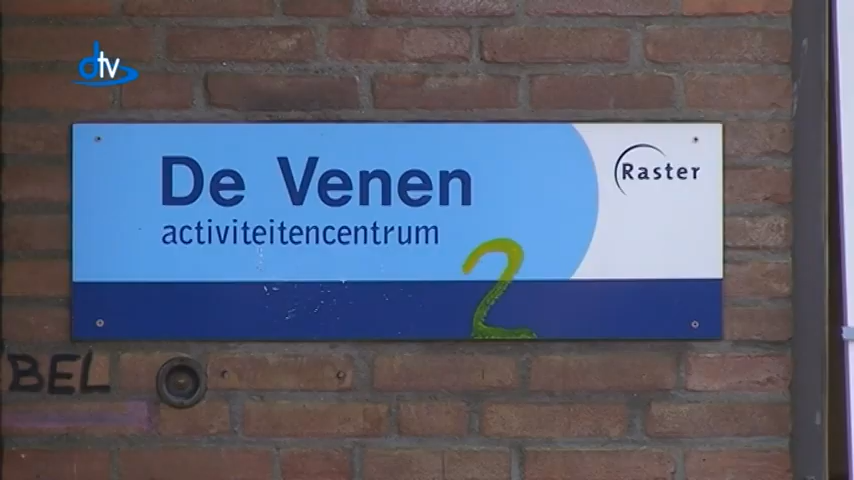 dtv
De Venen
activiteitencentrum
Raster
2
BEL